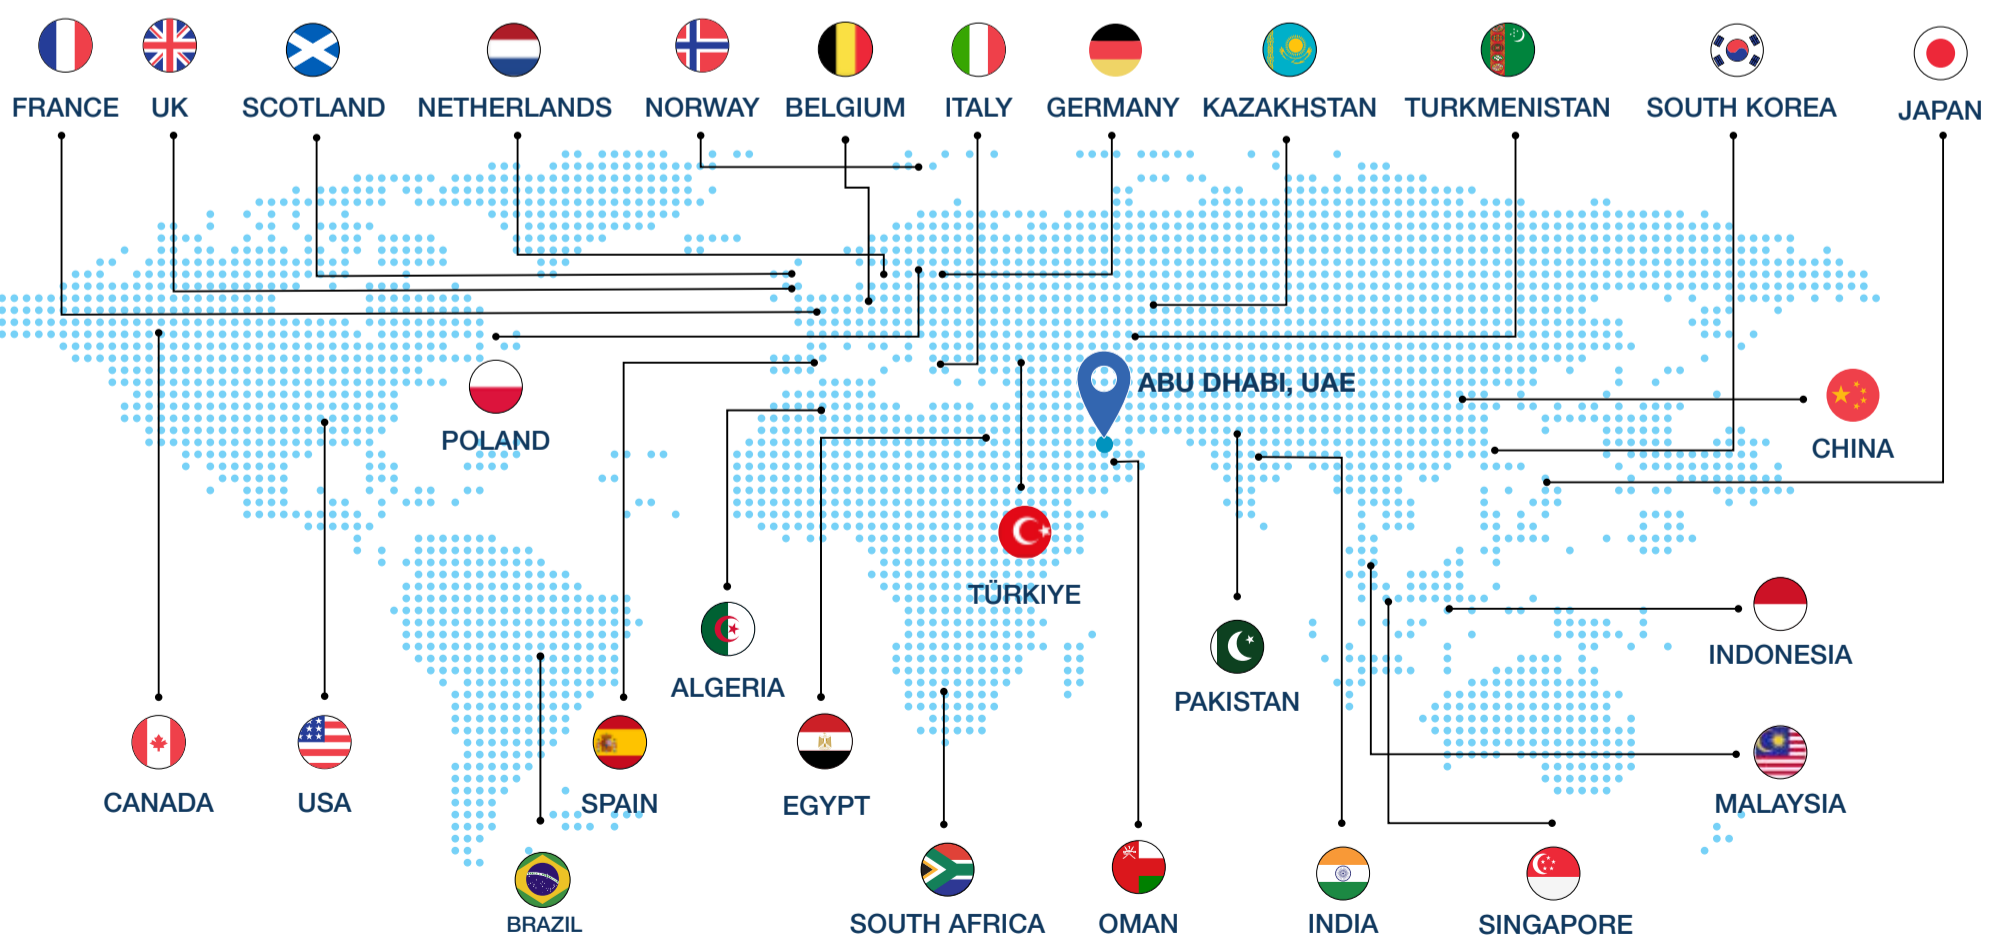 FRANCE
UK
SCOTLAND
NETHERLANDS
NORWAY
BELGIUM
ITALY
GERMANY
KAZAKHSTAN
TURKMENISTAN
SOUTH KOREA
JAPAN
ABU DHABI, UAE
POLAND
CHINA
TÜRKIYE
INDONESIA
ALGERIA
PAKISTAN
CANADA
USA
SPAIN
EGYPT
MALAYSIA
BRAZIL
SOUTH AFRICA
OMAN
INDIA
SINGAPORE